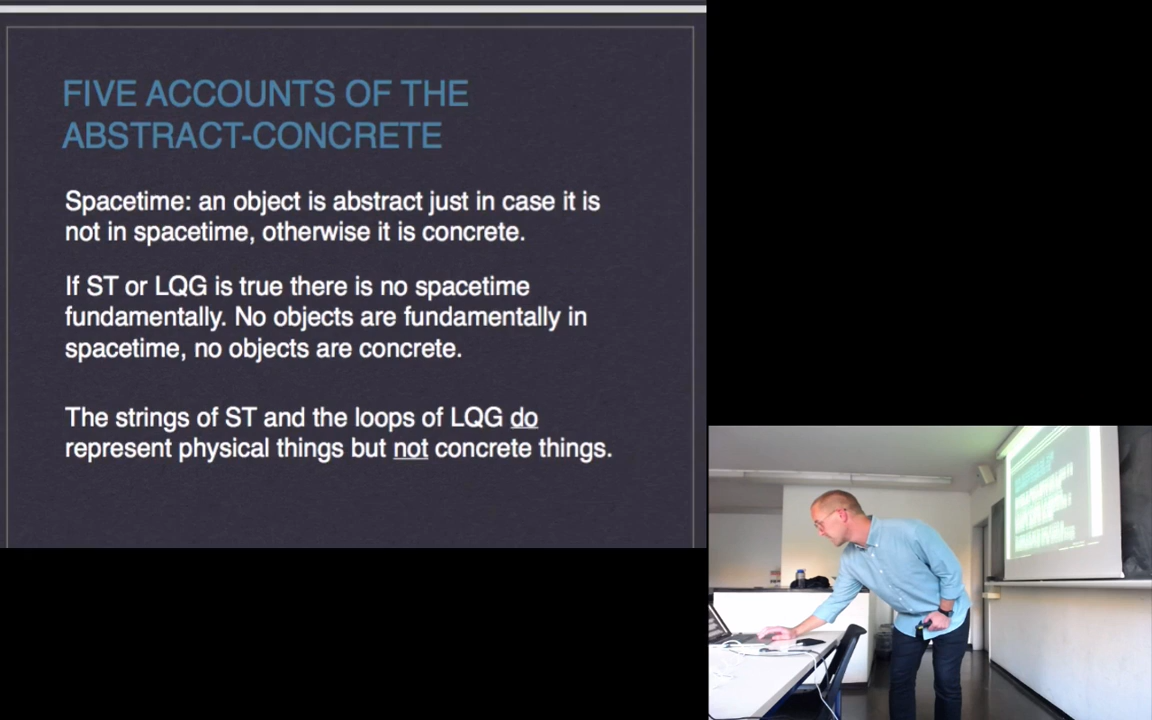 FIVE ACCOUNTS OF THE
ABSTRACT-CONCRETE
Spacetime: an object is abstract just in case it is
not in spacetime, otherwise it is concrete.
If ST or LQG is true there is no spacetime
fundamentally. No objects are fundamentally in
spacetime, no objects are concrete.
The strings of ST and the loops of LQG do
represent physical things but not concrete things.